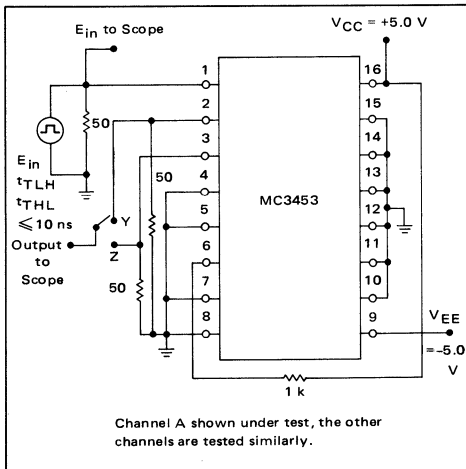 E_in to Scope
V_CC = +5.0 V
1
16
50
2
15
3
14
E_in
t_TLH
t_THL
≤ 10 ns
50
4
13
MC3453
Y
5
12
Output
to
Scope
Z
6
11
50
7
10
8
9
V_EE
= -5.0
V
1 k
Channel A shown under test, the other
channels are tested similarly.